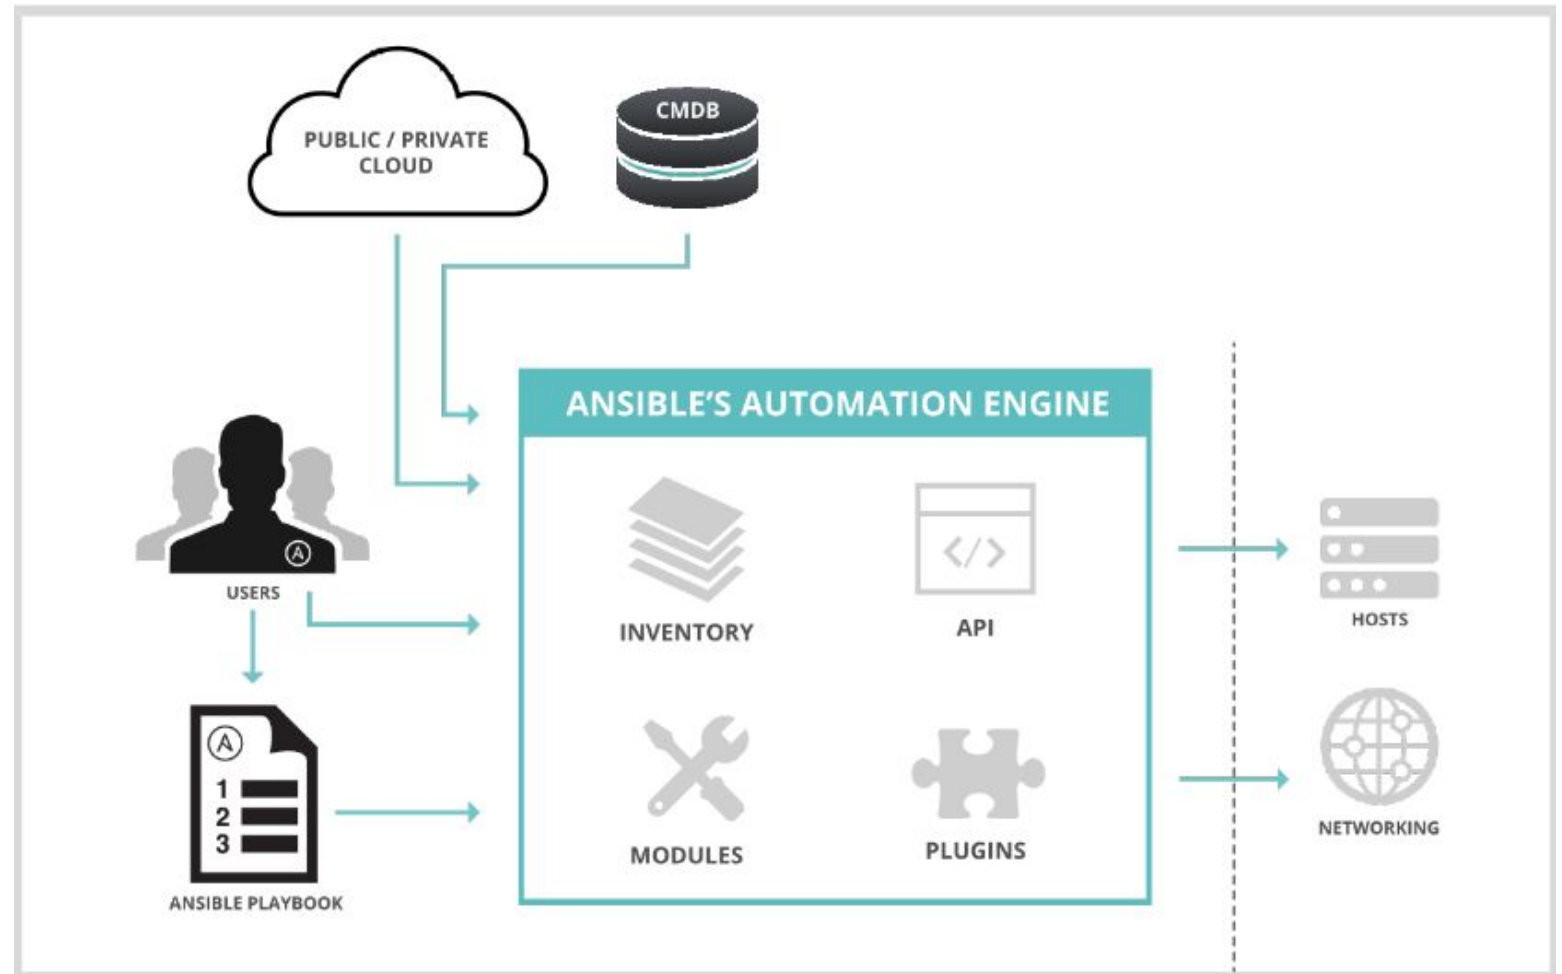 PUBLIC / PRIVATE
CLOUD
CMDB
ANSIBLE'S AUTOMATION ENGINE
A
USERS
INVENTORY
</>
API
HOSTS
A
1
2
3
ANSIBLE PLAYBOOK
MODULES
PLUGINS
NETWORKING